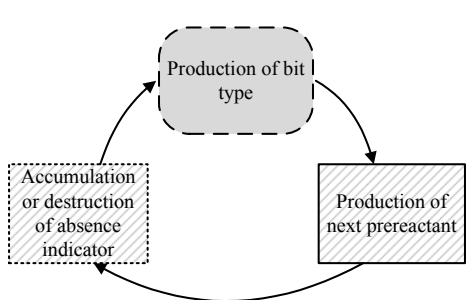 Production of bit
type
Accumulation
or destruction
of absence
indicator
Production of
next prereactant